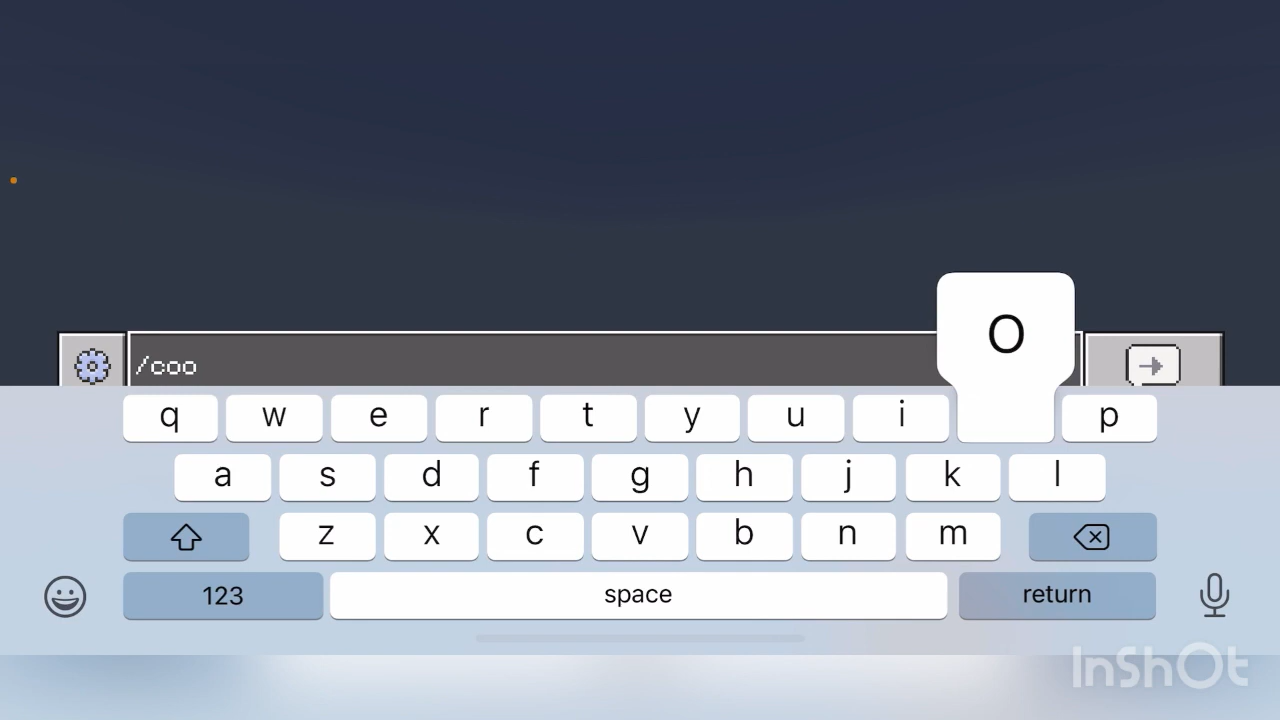 /coo
O
q w e r t y u i p
a s d f g h j k l
z x c v b n m
123 space return
InShOt